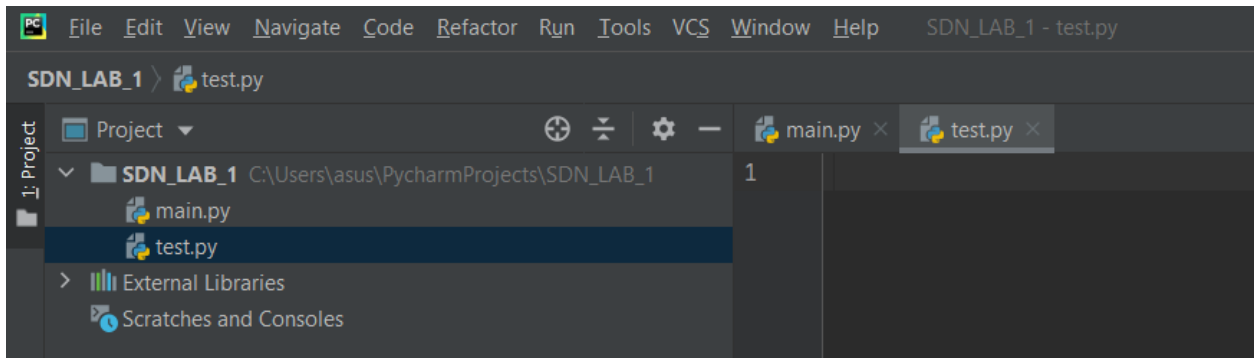 PC File Edit View Navigate Code Refactor Run Tools VCS Window Help SDN_LAB_1 - test.py
SDN_LAB_1 test.py
1: Project
Project
main.py test.py
SDN_LAB_1 C:\Users\asus\PycharmProjects\SDN_LAB_1
1
main.py
test.py
External Libraries
Scratches and Consoles